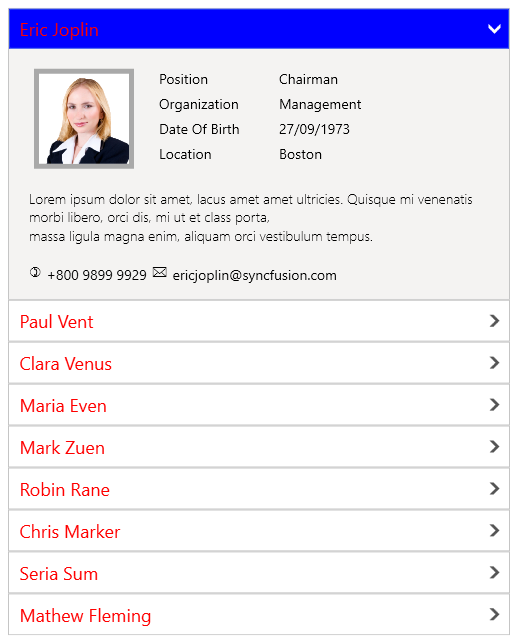 Eric Joplin
Position Chairman
Organization Management
Date Of Birth 27/09/1973
Location Boston
Lorem ipsum dolor sit amet, lacus amet amet ultricies. Quisque mi venenatis
morbi libero, orci dis, mi ut et class porta,
massa ligula magna enim, aliquam orci vestibulum tempus.
+800 9899 9929 ericjoplin@syncfusion.com
Paul Vent
Clara Venus
Maria Even
Mark Zuen
Robin Rane
Chris Marker
Seria Sum
Mathew Fleming